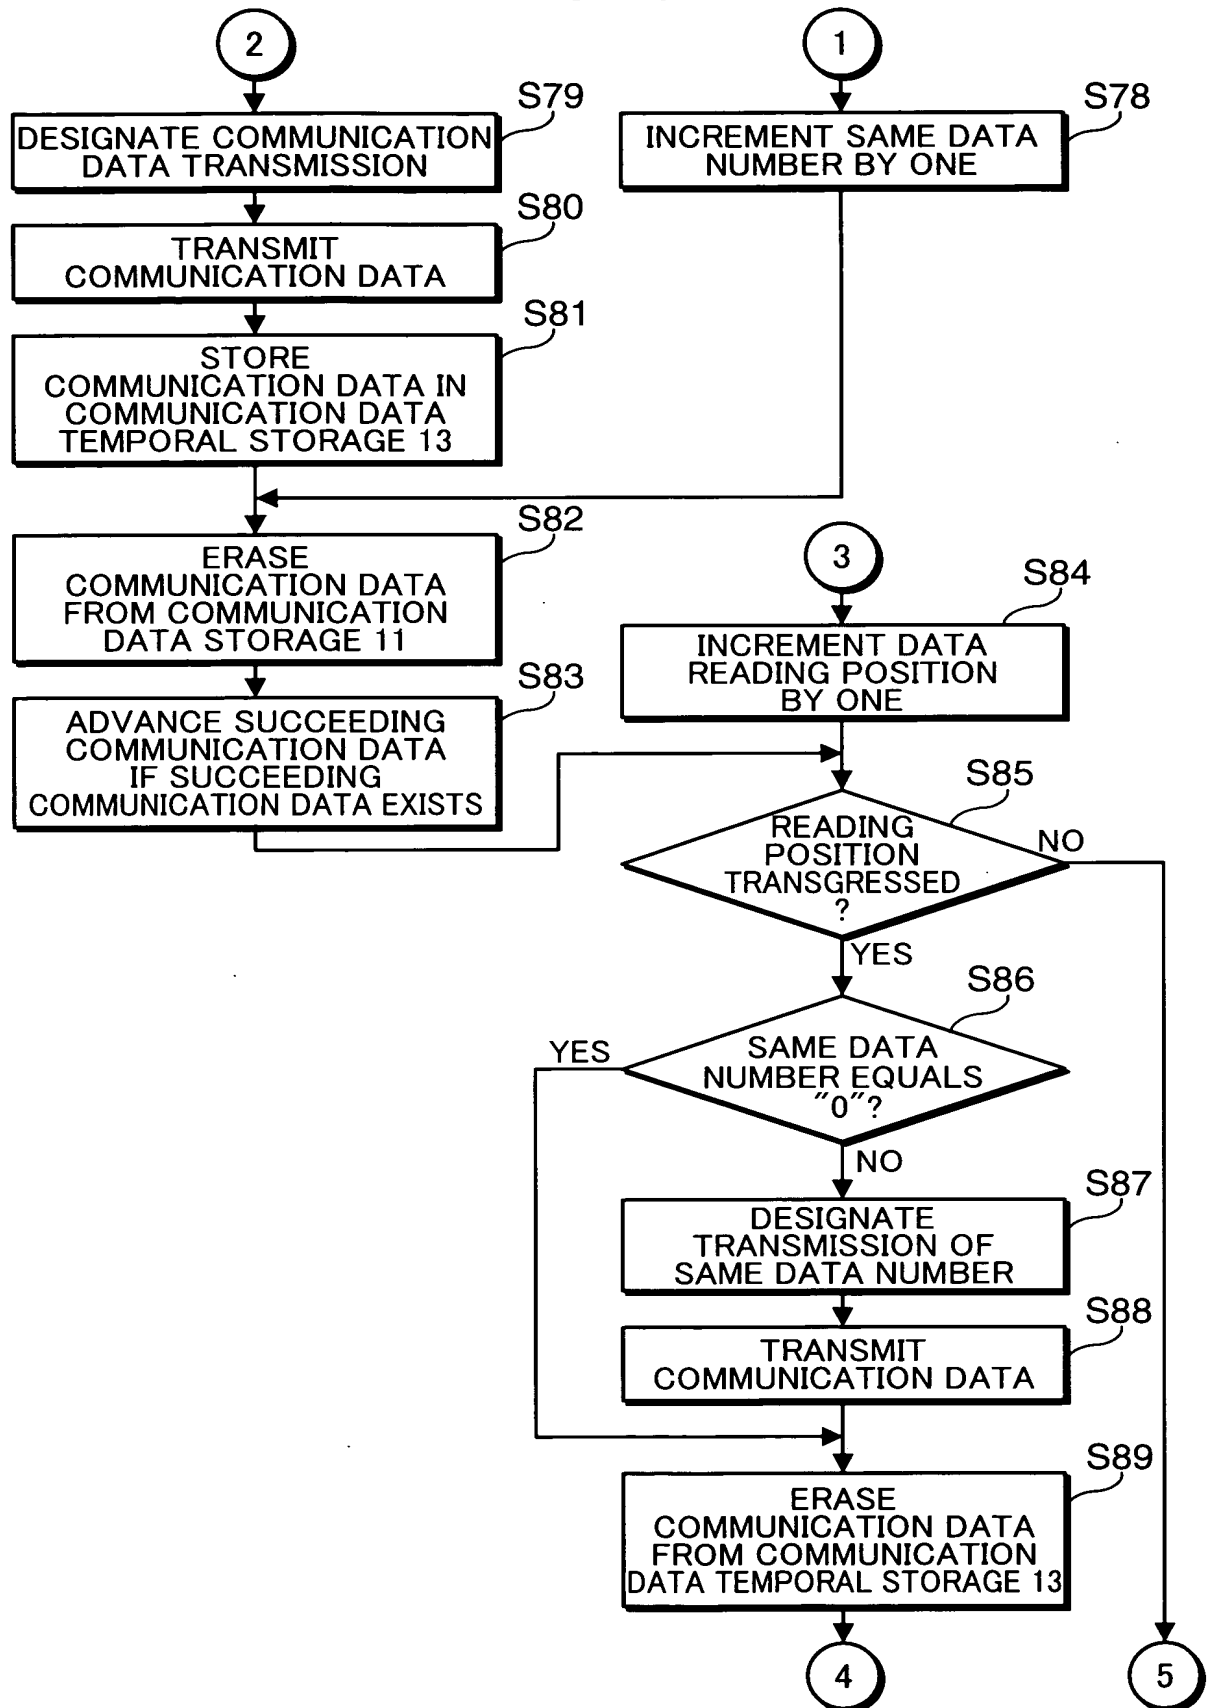 2
1
S79
DESIGNATE COMMUNICATION
DATA TRANSMISSION
S78
INCREMENT SAME DATA
NUMBER BY ONE
S80
TRANSMIT
COMMUNICATION DATA
S81
STORE
COMMUNICATION DATA IN
COMMUNICATION DATA
TEMPORAL STORAGE 13
S82
ERASE
COMMUNICATION DATA
FROM COMMUNICATION
DATA STORAGE 11
S83
ADVANCE SUCCEEDING
COMMUNICATION DATA
IF SUCCEEDING
COMMUNICATION DATA EXISTS
3
S84
INCREMENT DATA
READING POSITION
BY ONE
S85
READING
POSITION
TRANSGRESSED
?
NO
YES
S86
SAME DATA
NUMBER EQUALS
"0"?
YES
NO
S87
DESIGNATE
TRANSMISSION OF
SAME DATA NUMBER
S88
TRANSMIT
COMMUNICATION DATA
S89
ERASE
COMMUNICATION DATA
FROM COMMUNICATION
DATA TEMPORAL STORAGE 13
4
5